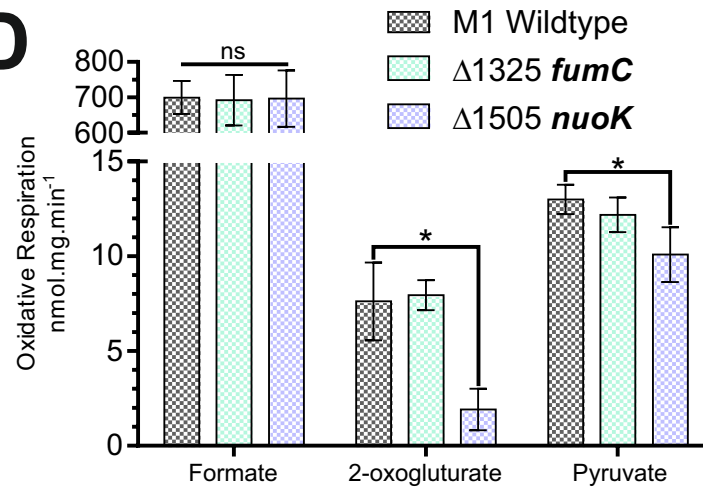 D
M1 Wildtype
Δ1325 fumC
Δ1505 nuoK
ns
800
700
600
15
10
5
0
*
*
Oxidative Respiration
nmol.mg.min⁻¹
Formate
2-oxogluturate
Pyruvate